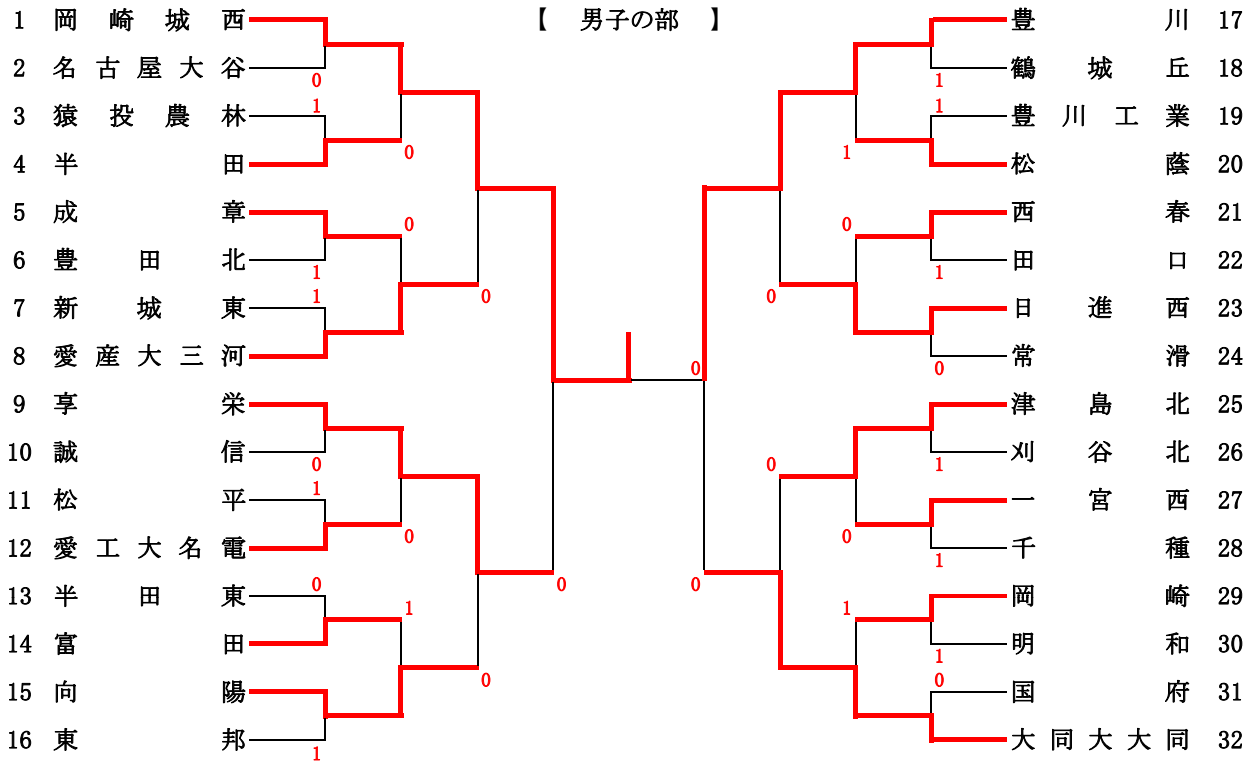 【 男子の部 】
1 岡崎城西
2 名古屋大谷
0
1
3 猿投農林
0
4 半田
5 成章
0
6 豊田北
1
1
7 新城東
0
8 愛産大三河
9 享栄
10 誠信
0
1
11 松平
0
12 愛工大名電
0
13 半田東
1
14 富田
0
15 向陽
16 東邦
1
0
0
豊川 17
鶴城丘 18
1
1
豊川工業 19
1
松蔭 20
西春 21
0
田口 22
1
0
日進西 23
常滑 24
0
津島北 25
刈谷北 26
0
1
一宮西 27
0
千種 28
1
岡崎 29
1
明和 30
1
0
国府 31
大同大大同 32
0